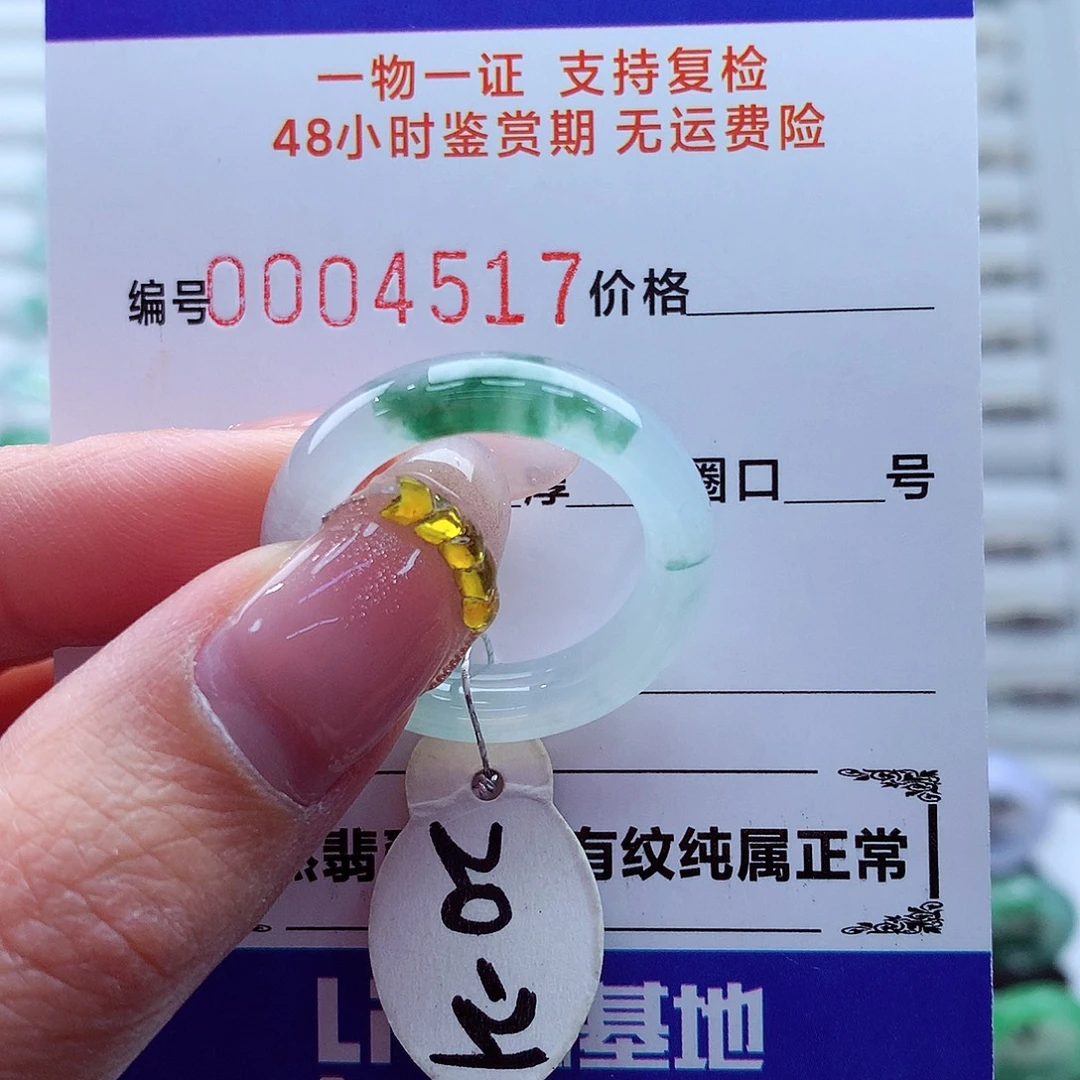 一物一证 支持复检
48小时鉴赏期 无运费险
编号0004517价格
厚 圈口 号
翡 有纹纯属正常
基地